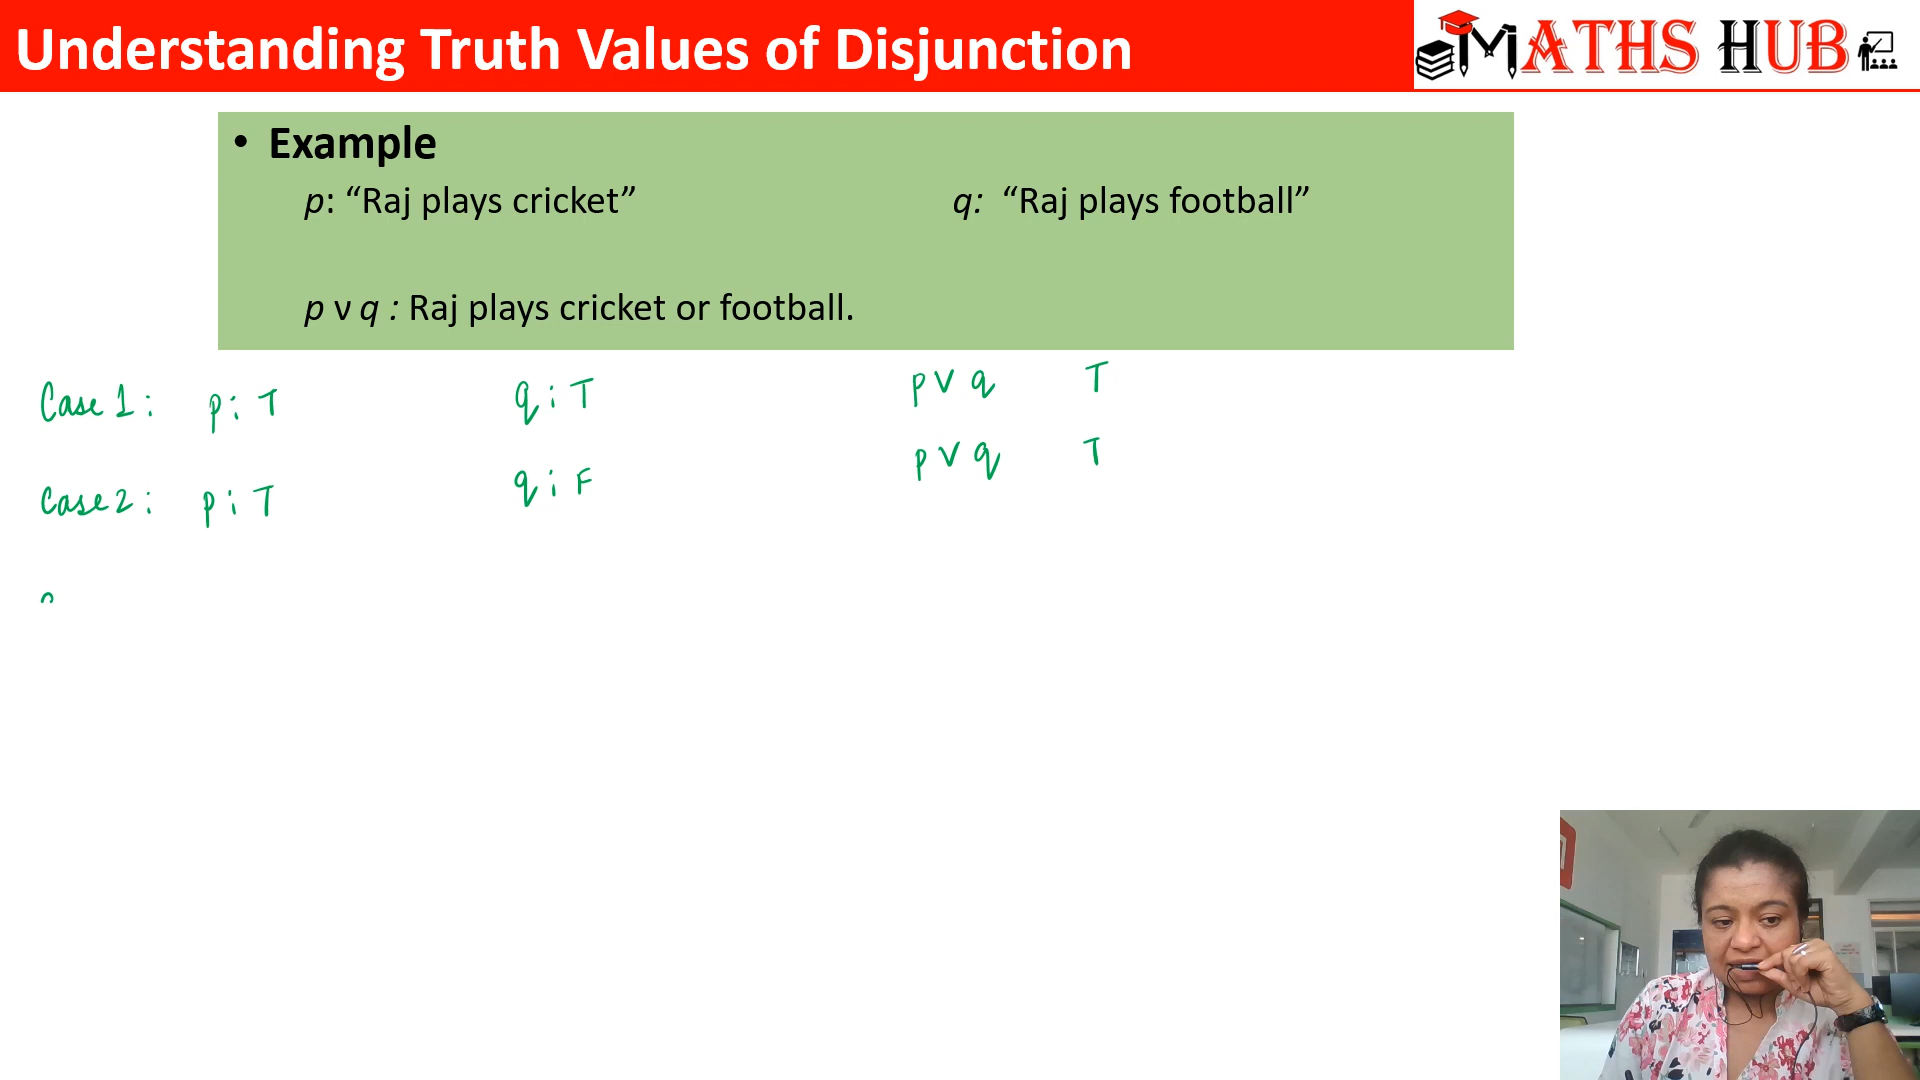 Understanding Truth Values of Disjunction
MATHS HUB
• Example
p: “Raj plays cricket” q: “Raj plays football”
p v q : Raj plays cricket or football.
Case 1 : p : T q : T p ∨ q T
Case 2 : p : T q : F p ∨ q T